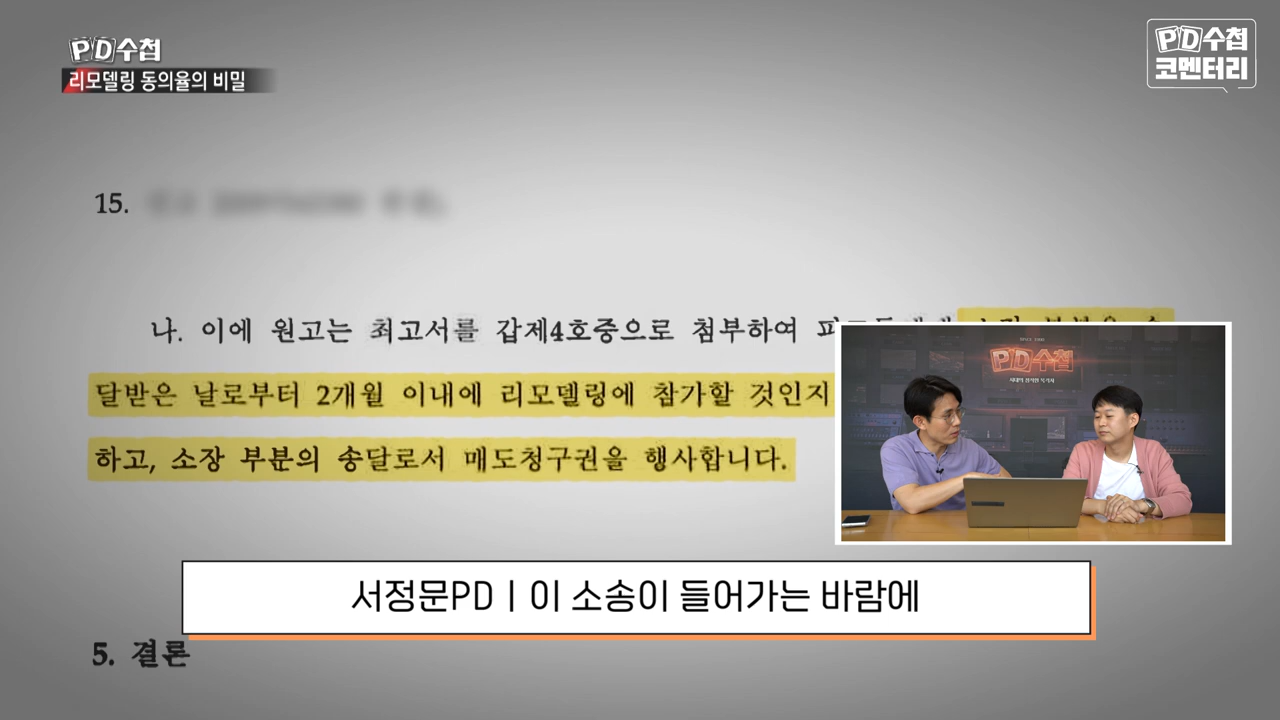 PD수첩
리모델링 동의율의 비밀
PD수첩
코멘터리
15.
나. 이에 원고는 최고서를 갑제4호증으로 첨부하여
달받은 날로부터 2개월 이내에 리모델링에 참가할 것인지
하고, 소장 부분의 송달로서 매도청구권을 행사합니다.
PD수첩
서정문PD ㅣ이 소송이 들어가는 바람에
5. 결론